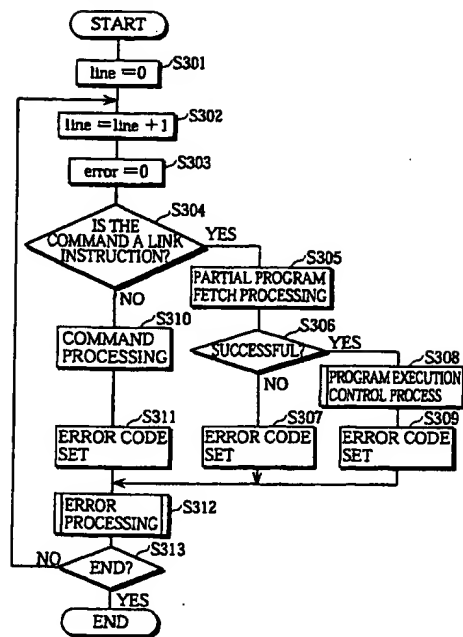 START
S301
line = 0
S302
line = line + 1
S303
error = 0
S304
IS THE
COMMAND A LINK
INSTRUCTION?
YES
NO
S305
PARTIAL PROGRAM
FETCH PROCESSING
S306
SUCCESSFUL?
YES
NO
S310
COMMAND
PROCESSING
S308
PROGRAM EXECUTION
CONTROL PROCESS
S311
ERROR CODE
SET
S307
ERROR CODE
SET
S309
ERROR CODE
SET
S312
ERROR
PROCESSING
S313
NO
END?
YES
END